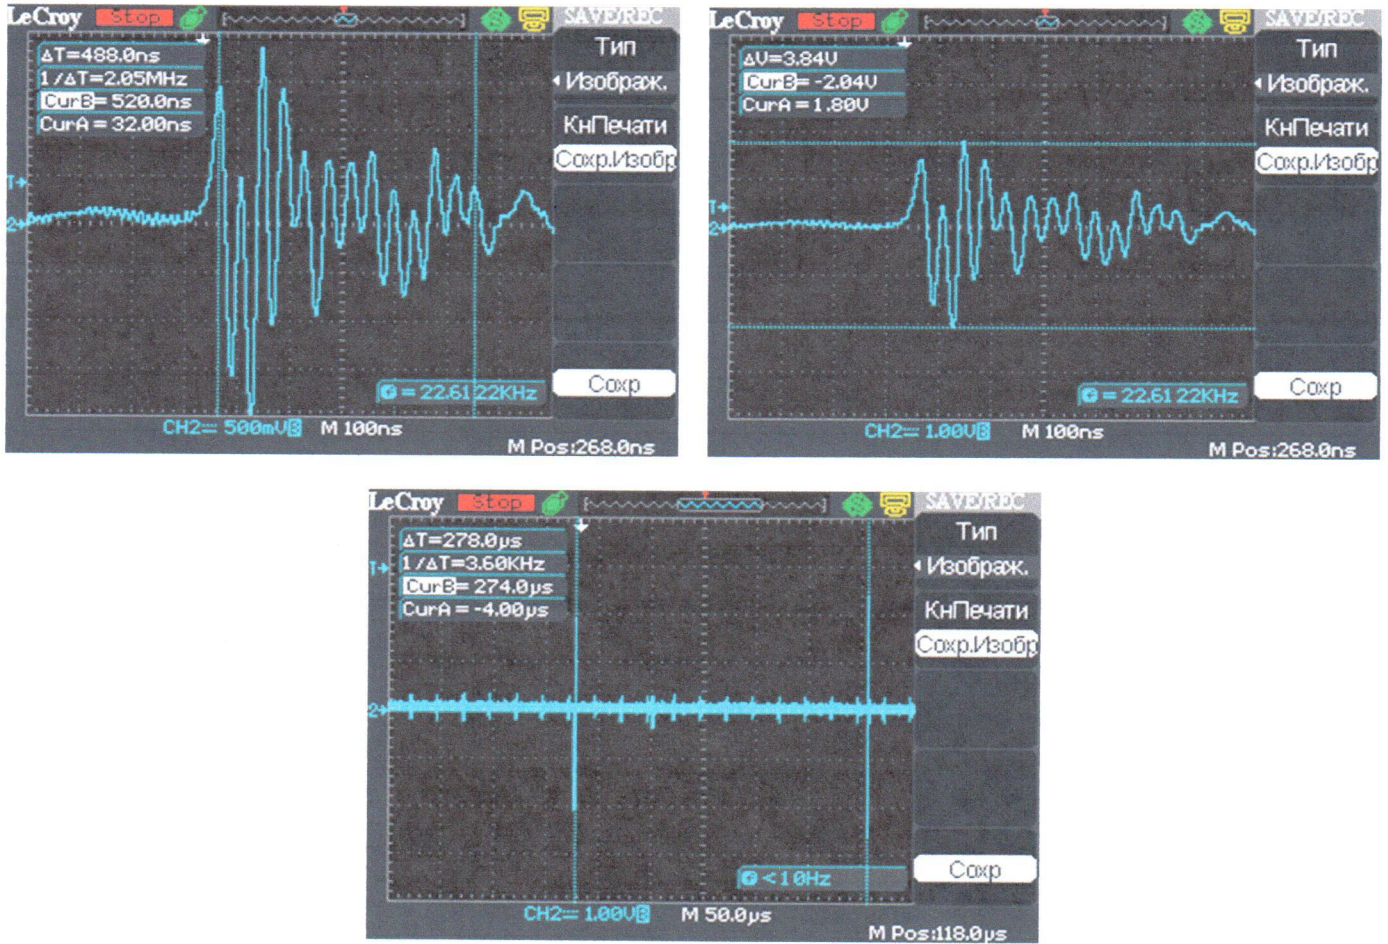 LeCroy Stop SAVE/REC
ΔT=488.0ns
1/ΔT=2.05MHz
CurB= 520.0ns
CurA = 32.00ns
Тип
Изображ.
КнПечати
Сохр.Изобр
T
2
= 22.6122KHz
Сохр
CH2 500mV B M 100ns
M Pos:268.0ns
LeCroy Stop SAVE/REC
ΔV=3.84V
CurB= -2.04V
CurA = 1.80V
Тип
Изображ.
КнПечати
Сохр.Изобр
T
2
= 22.6122KHz
Сохр
CH2 1.00V B M 100ns
M Pos:268.0ns
LeCroy Stop SAVE/REC
ΔT=278.0μs
1/ΔT=3.60KHz
CurB= 274.0μs
CurA = -4.00μs
Тип
Изображ.
КнПечати
Сохр.Изобр
T
2
<10Hz
Сохр
CH2 1.00V B M 50.0μs
M Pos:118.0μs